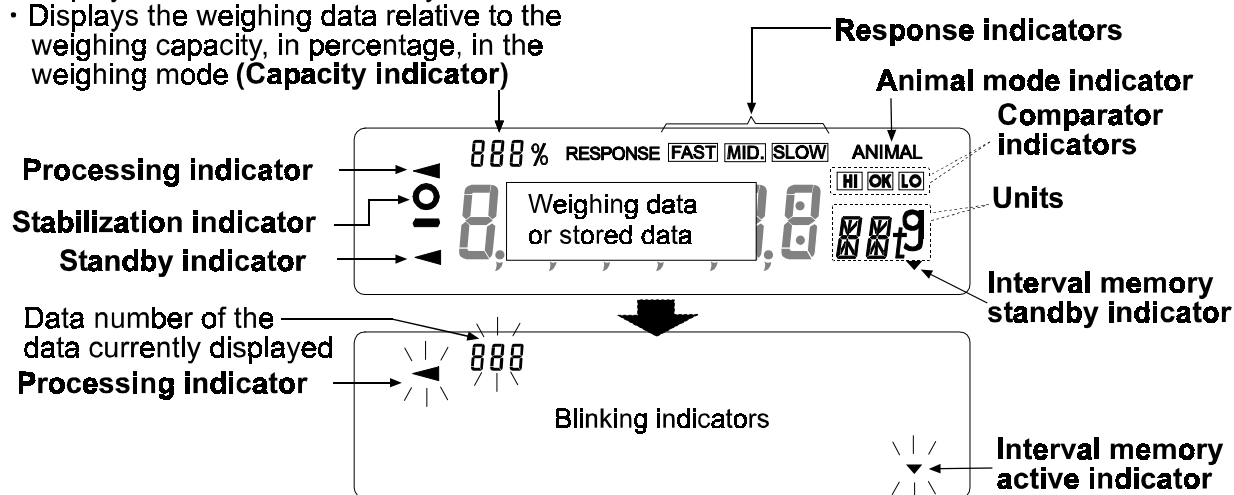 · Displays the weighing data relative to the
weighing capacity, in percentage, in the
weighing mode (Capacity indicator)
Response indicators
Animal mode indicator
Comparator
indicators
888% RESPONSE FAST MID. SLOW ANIMAL
Processing indicator
HI OK LO
Stabilization indicator
Weighing data
or stored data
Units
t g
Standby indicator
Interval memory
standby indicator
Data number of the
data currently displayed
888
Processing indicator
Blinking indicators
Interval memory
active indicator